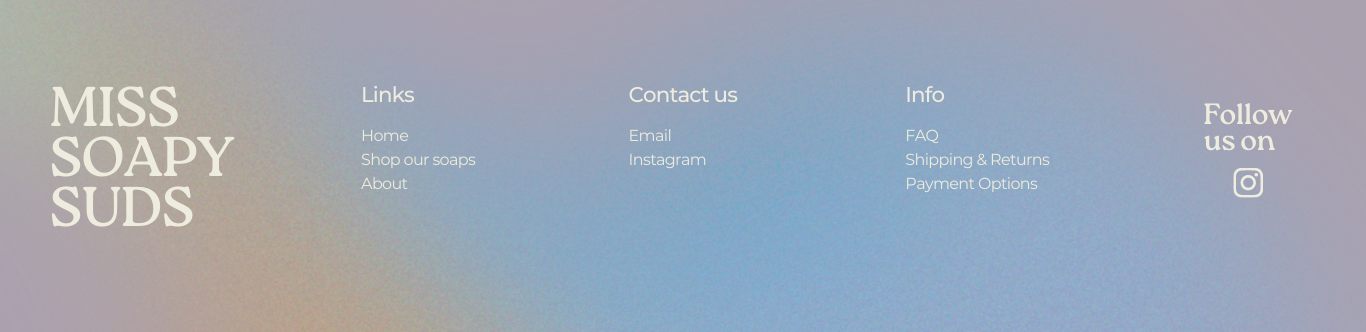 MISS
SOAPY
SUDS
Links
Home
Shop our soaps
About
Contact us
Email
Instagram
Info
FAQ
Shipping & Returns
Payment Options
Follow
us on